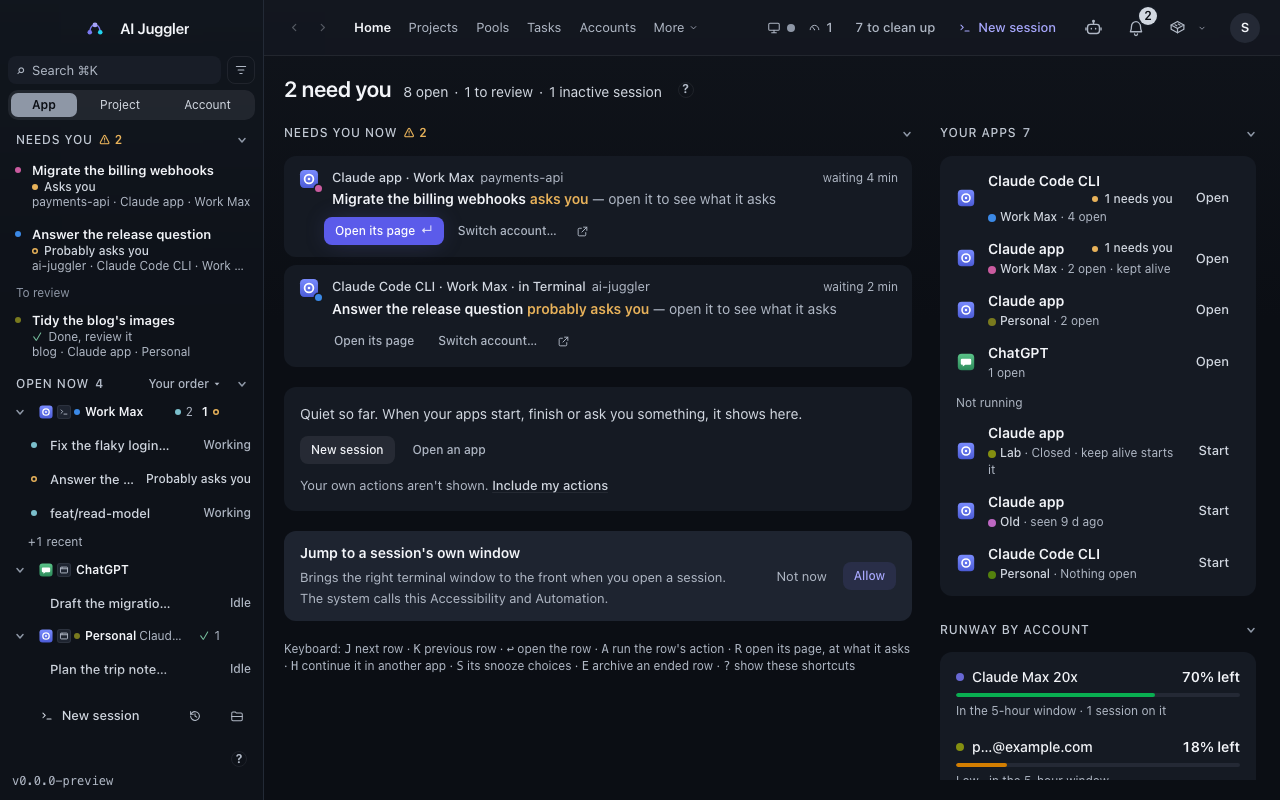 AI Juggler
Search ⌘K
App Project Account
NEEDS YOU 2
Migrate the billing webhooks
Asks you
payments-api · Claude app · Work Max
Answer the release question
Probably asks you
ai-juggler · Claude Code CLI · Work ...
To review
Tidy the blog's images
Done, review it
blog · Claude app · Personal
OPEN NOW 4 Your order
Work Max 2 1
Fix the flaky login... Working
Answer the ... Probably asks you
feat/read-model Working
+1 recent
ChatGPT
Draft the migratio... Idle
Personal Claud... 1
Plan the trip note... Idle
New session
?
v0.0.0-preview
Home Projects Pools Tasks Accounts More 1 7 to clean up New session 2 S
2 need you 8 open · 1 to review · 1 inactive session ?
NEEDS YOU NOW 2
Claude app · Work Max payments-api waiting 4 min
Migrate the billing webhooks asks you — open it to see what it asks
Open its page ↵ Switch account...
Claude Code CLI · Work Max · in Terminal ai-juggler waiting 2 min
Answer the release question probably asks you — open it to see what it asks
Open its page Switch account...
Quiet so far. When your apps start, finish or ask you something, it shows here.
New session Open an app
Your own actions aren't shown. Include my actions
Jump to a session's own window
Brings the right terminal window to the front when you open a session.
The system calls this Accessibility and Automation.
Not now Allow
Keyboard: J next row · K previous row · ↩ open the row · A run the row's action · R open its page, at what it asks
· H continue it in another app · S its snooze choices · E archive an ended row · ? show these shortcuts
YOUR APPS 7
Claude Code CLI
1 needs you
Work Max · 4 open
Open
Claude app 1 needs you
Work Max · 2 open · kept alive
Open
Claude app
Personal · 2 open
Open
ChatGPT
1 open
Open
Not running
Claude app
Lab · Closed · keep alive starts
it
Start
Claude app
Old · seen 9 d ago
Start
Claude Code CLI
Personal · Nothing open
Start
RUNWAY BY ACCOUNT
Claude Max 20x 70% left
In the 5-hour window · 1 session on it
p...@example.com 18% left
Low · in the 5-hour window